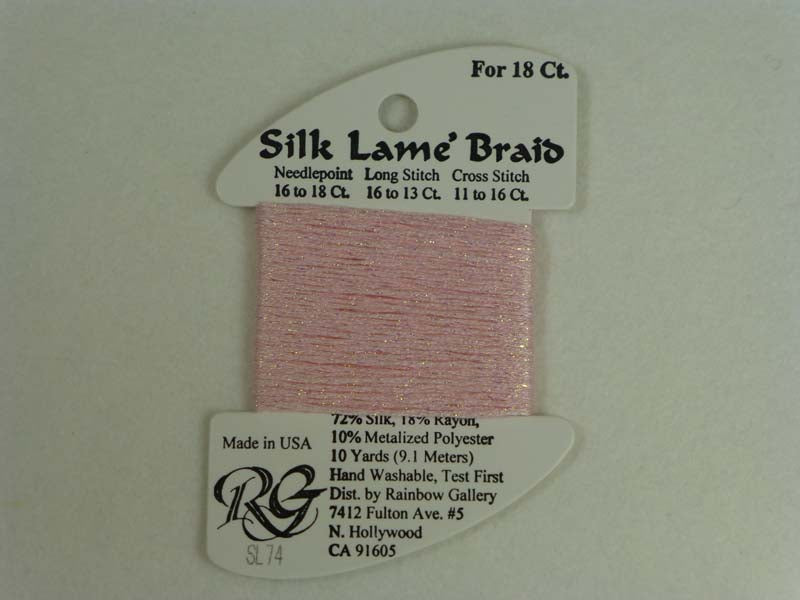 For 18 Ct.
Silk Lame' Braid
Needlepoint Long Stitch Cross Stitch
16 to 18 Ct. 16 to 13 Ct. 11 to 16 Ct.
72% Silk, 18% Rayon,
10% Metalized Polyester
10 Yards (9.1 Meters)
Hand Washable, Test First
Dist. by Rainbow Gallery
7412 Fulton Ave. #5
N. Hollywood
CA 91605
Made in USA
RG
SL74